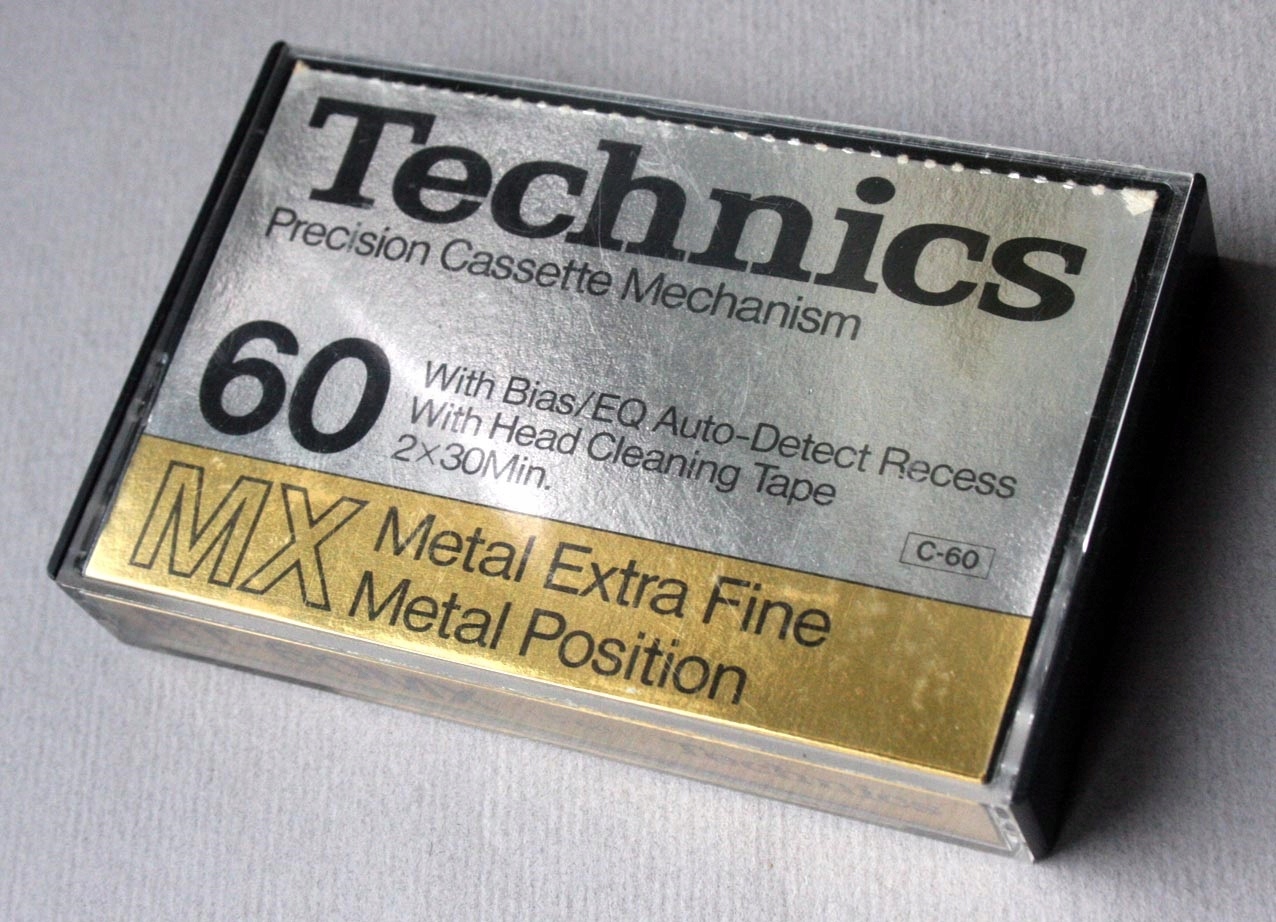 Technics
Precision Cassette Mechanism
60
With Bias/EQ Auto-Detect Recess
With Head Cleaning Tape
2×30Min.
C-60
MX
Metal Extra Fine
Metal Position